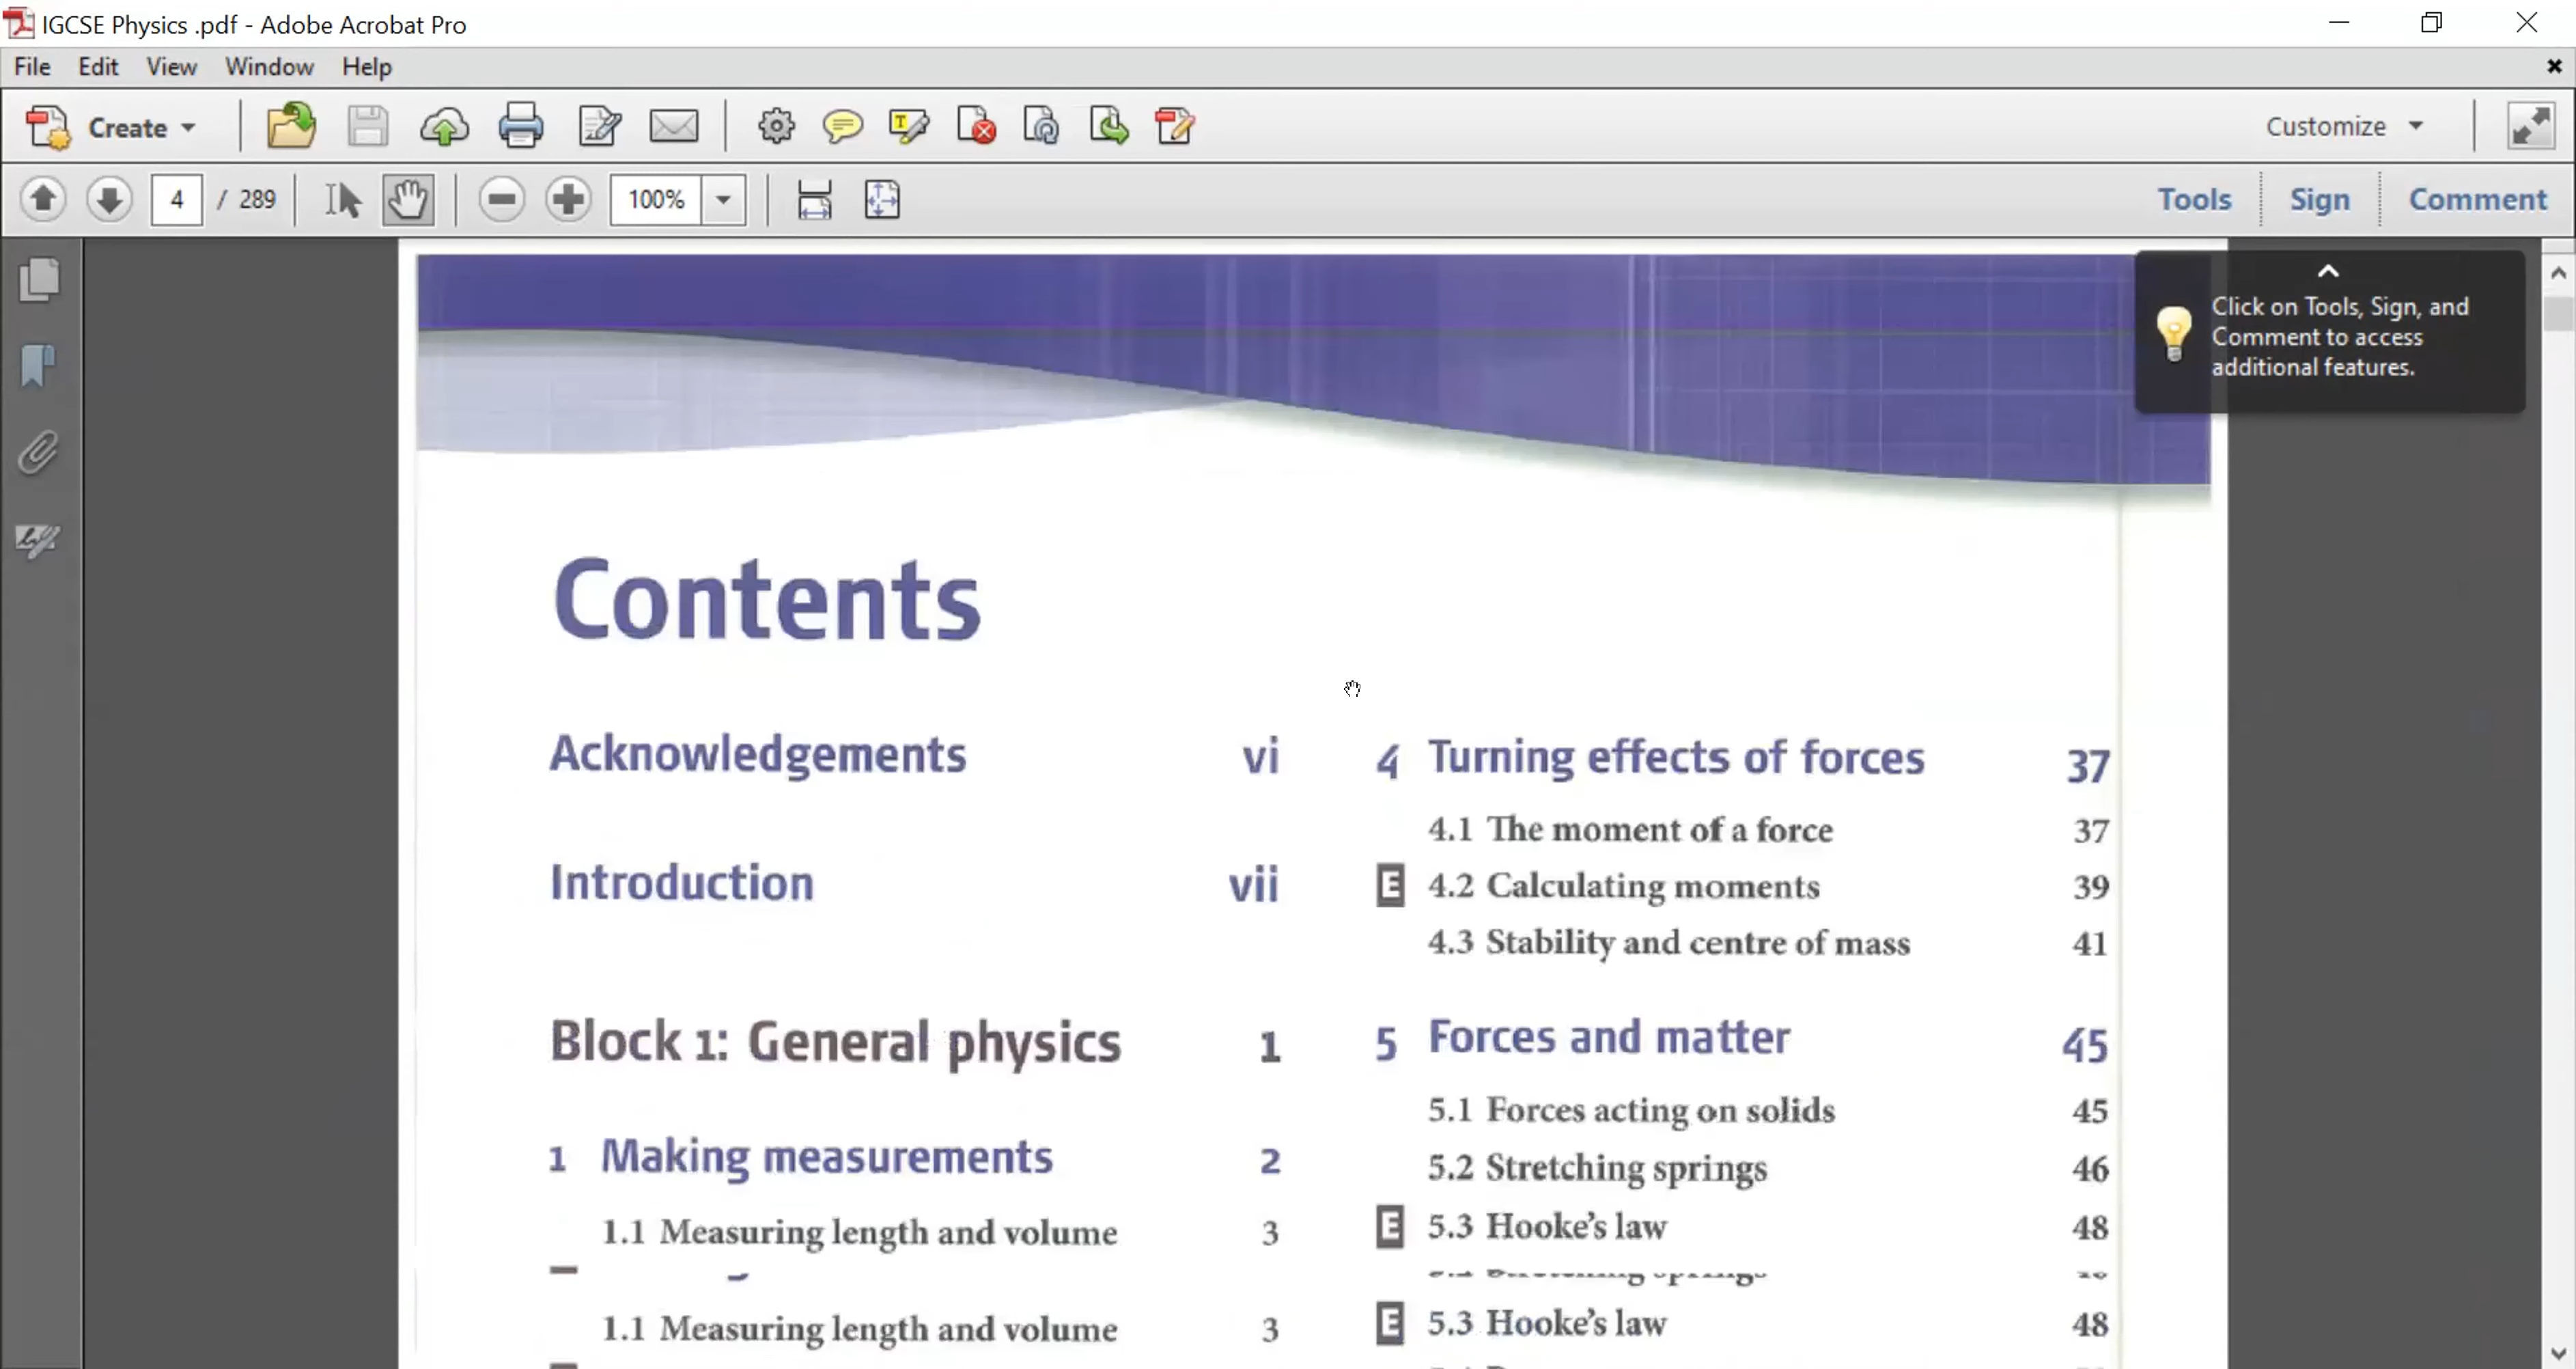 IGCSE Physics .pdf - Adobe Acrobat Pro
File Edit View Window Help
Create
Customize
4 / 289
100%
Tools Sign Comment
Click on Tools, Sign, and
Comment to access
additional features.
Contents
Acknowledgements vi
Introduction vii
Block 1: General physics 1
1 Making measurements 2
1.1 Measuring length and volume 3
1.1 Measuring length and volume 3
4 Turning effects of forces 37
4.1 The moment of a force 37
E 4.2 Calculating moments 39
4.3 Stability and centre of mass 41
5 Forces and matter 45
5.1 Forces acting on solids 45
5.2 Stretching springs 46
E 5.3 Hooke's law 48
E 5.3 Hooke's law 48